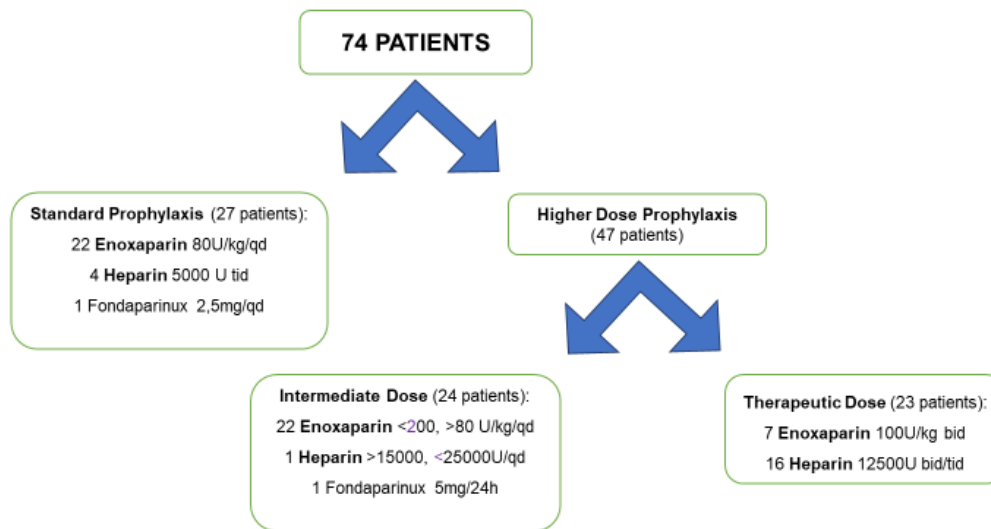 74 PATIENTS
Standard Prophylaxis (27 patients):
22 Enoxaparin 80U/kg/qd
4 Heparin 5000 U tid
1 Fondaparinux 2,5mg/qd
Higher Dose Prophylaxis
(47 patients)
Intermediate Dose (24 patients):
22 Enoxaparin <200, >80 U/kg/qd
1 Heparin >15000, <25000U/qd
1 Fondaparinux 5mg/24h
Therapeutic Dose (23 patients):
7 Enoxaparin 100U/kg bid
16 Heparin 12500U bid/tid